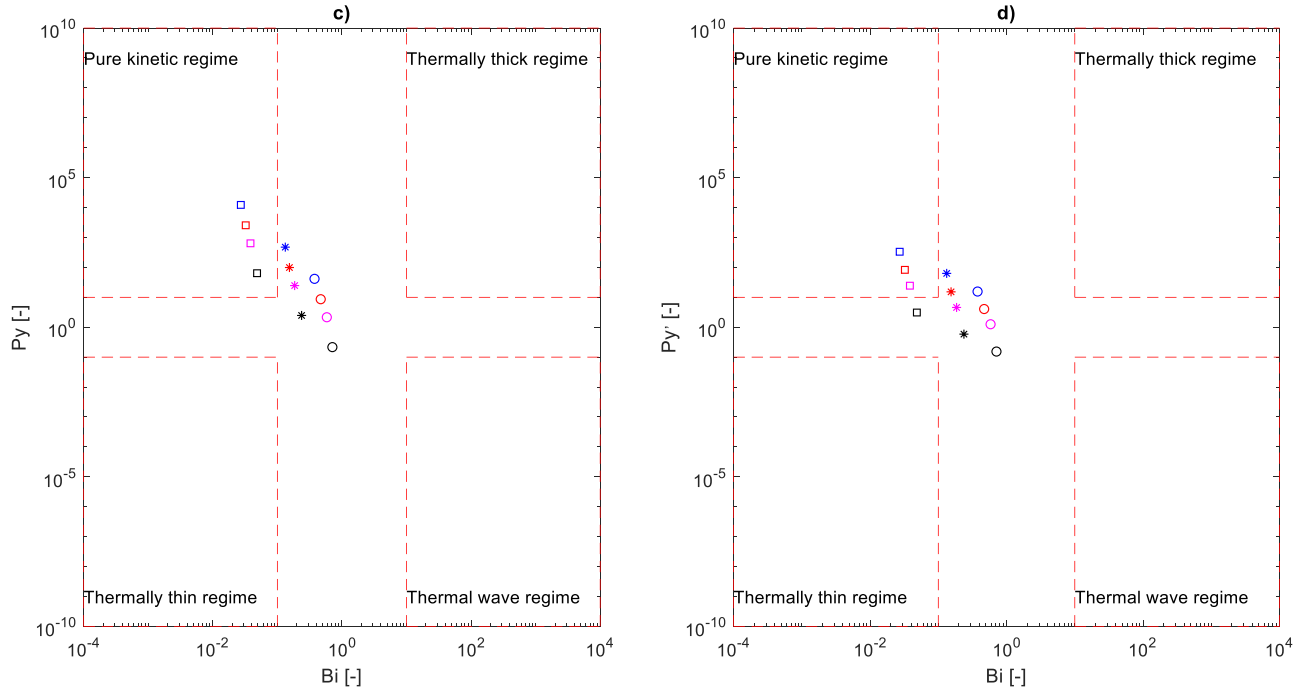 c)
Pure kinetic regime
Thermally thick regime
Thermally thin regime
Thermal wave regime
10^10
10^5
10^0
10^-5
10^-10
Py [-]
10^-4
10^-2
10^0
10^2
10^4
Bi [-]
d)
Pure kinetic regime
Thermally thick regime
Thermally thin regime
Thermal wave regime
10^10
10^5
10^0
10^-5
10^-10
Py' [-]
10^-4
10^-2
10^0
10^2
10^4
Bi [-]